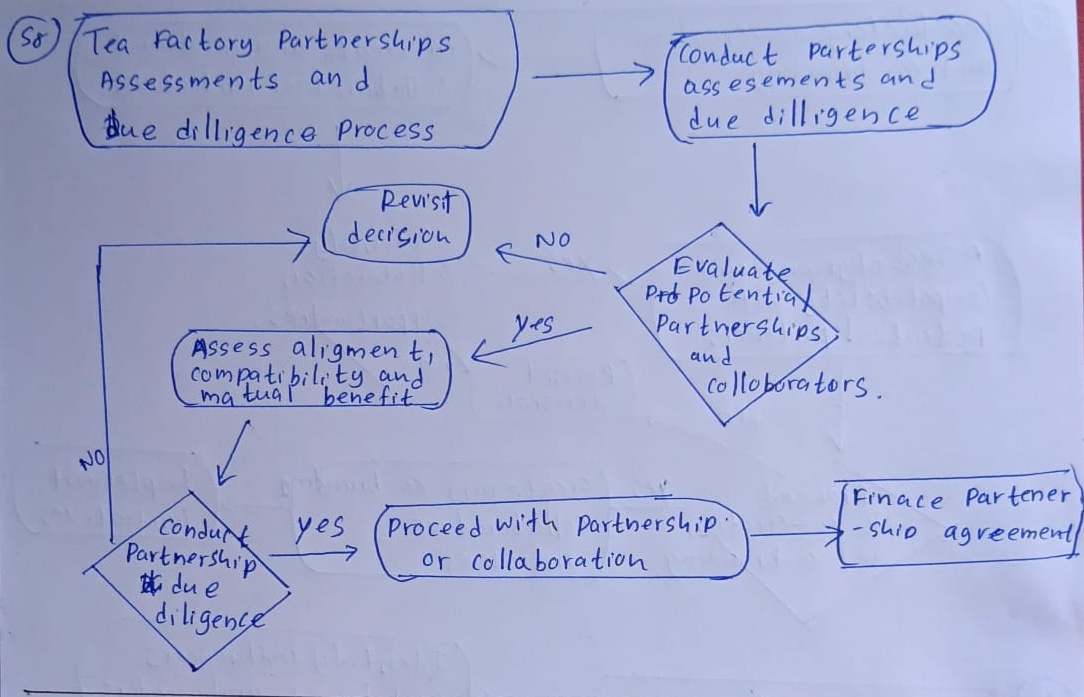 58
Tea Factory Partnerships
Assessments and
due dilligence Process
Conduct parterships
assesements and
due dilligence
Revisit
decision
NO
Evaluate
Potential
Partnerships
and
colloborators.
yes
Assess aligment,
compatibility and
matual benefit
NO
Conduct
Partnership
due
diligence
yes
Proceed with Partnership
or collaboration
Finace Partener
-ship agreement